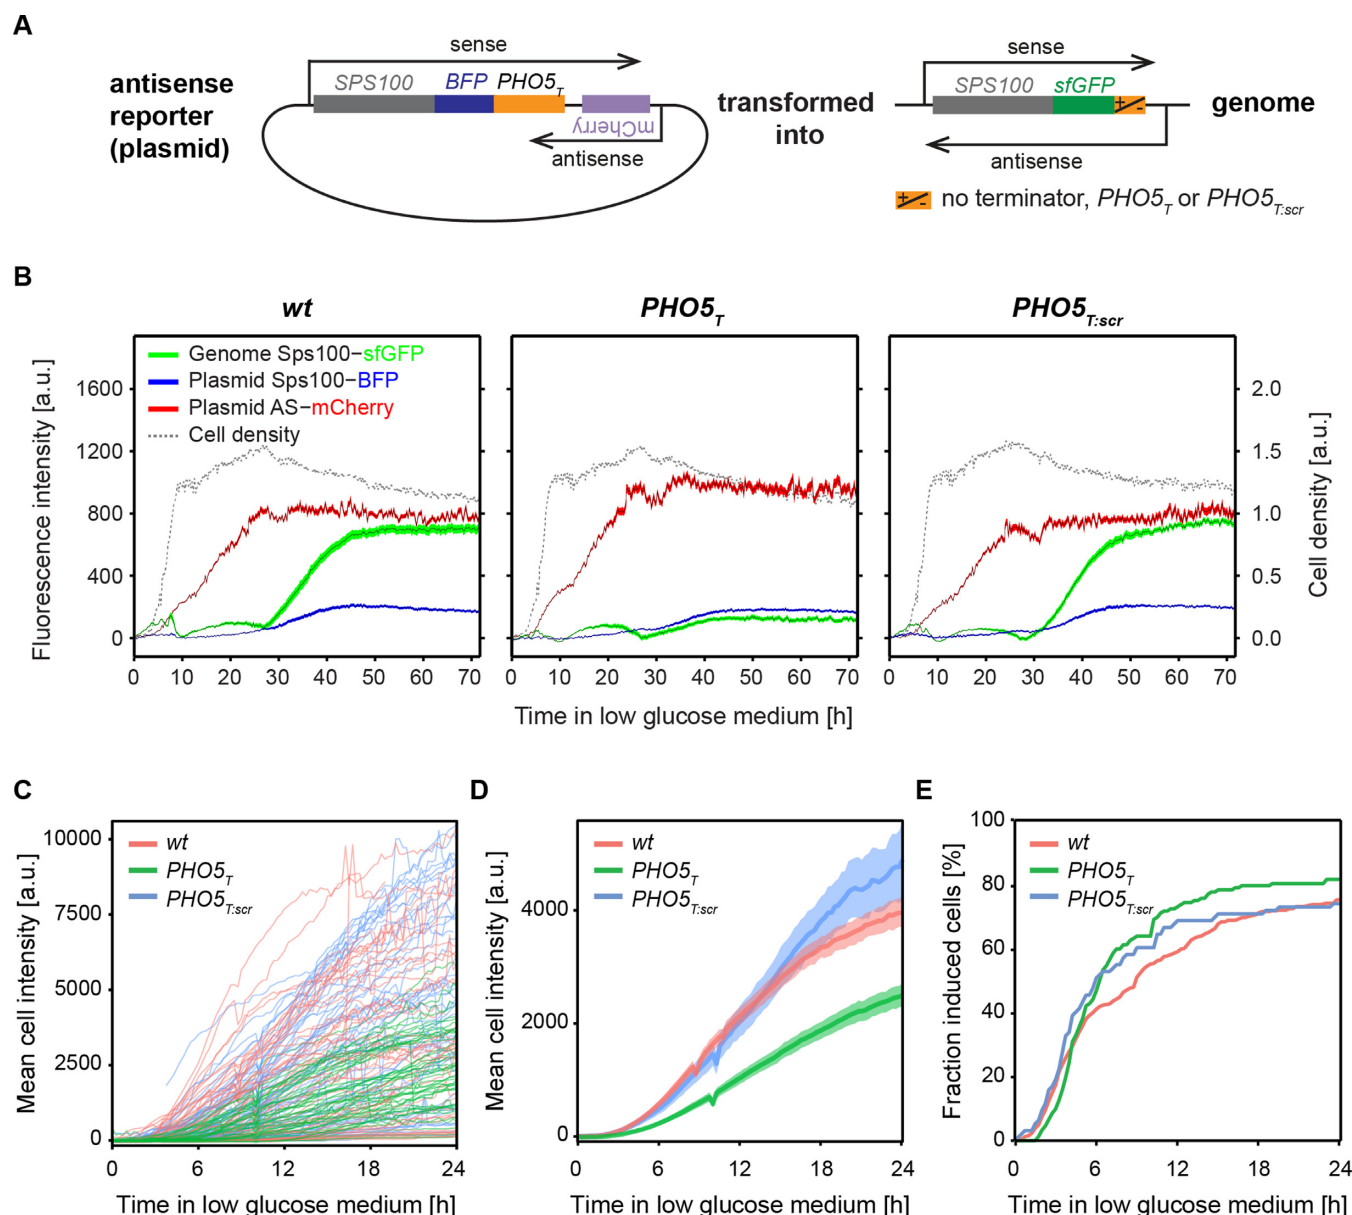 A
antisense
reporter
(plasmid)
sense
SPS100 BFP PHO5T
mCherry
antisense
transformed
into
sense
SPS100 sfGFP
+ -
antisense
genome
+ - no terminator, PHO5T or PHO5T:scr
B
wt
PHO5T
PHO5T:scr
Fluorescence intensity [a.u.]
1600
1200
800
400
0
Genome Sps100−sfGFP
Plasmid Sps100−BFP
Plasmid AS−mCherry
Cell density
2.0
1.5
1.0
0.5
0.0
Cell density [a.u.]
0 10 20 30 40 50 60 70
0 10 20 30 40 50 60 70
0 10 20 30 40 50 60 70
Time in low glucose medium [h]
C
Mean cell intensity [a.u.]
10000
7500
5000
2500
0
wt
PHO5T
PHO5T:scr
0 6 12 18 24
Time in low glucose medium [h]
D
Mean cell intensity [a.u.]
4000
2000
0
wt
PHO5T
PHO5T:scr
0 6 12 18 24
Time in low glucose medium [h]
E
Fraction induced cells [%]
100
80
60
40
20
0
wt
PHO5T
PHO5T:scr
0 6 12 18 24
Time in low glucose medium [h]